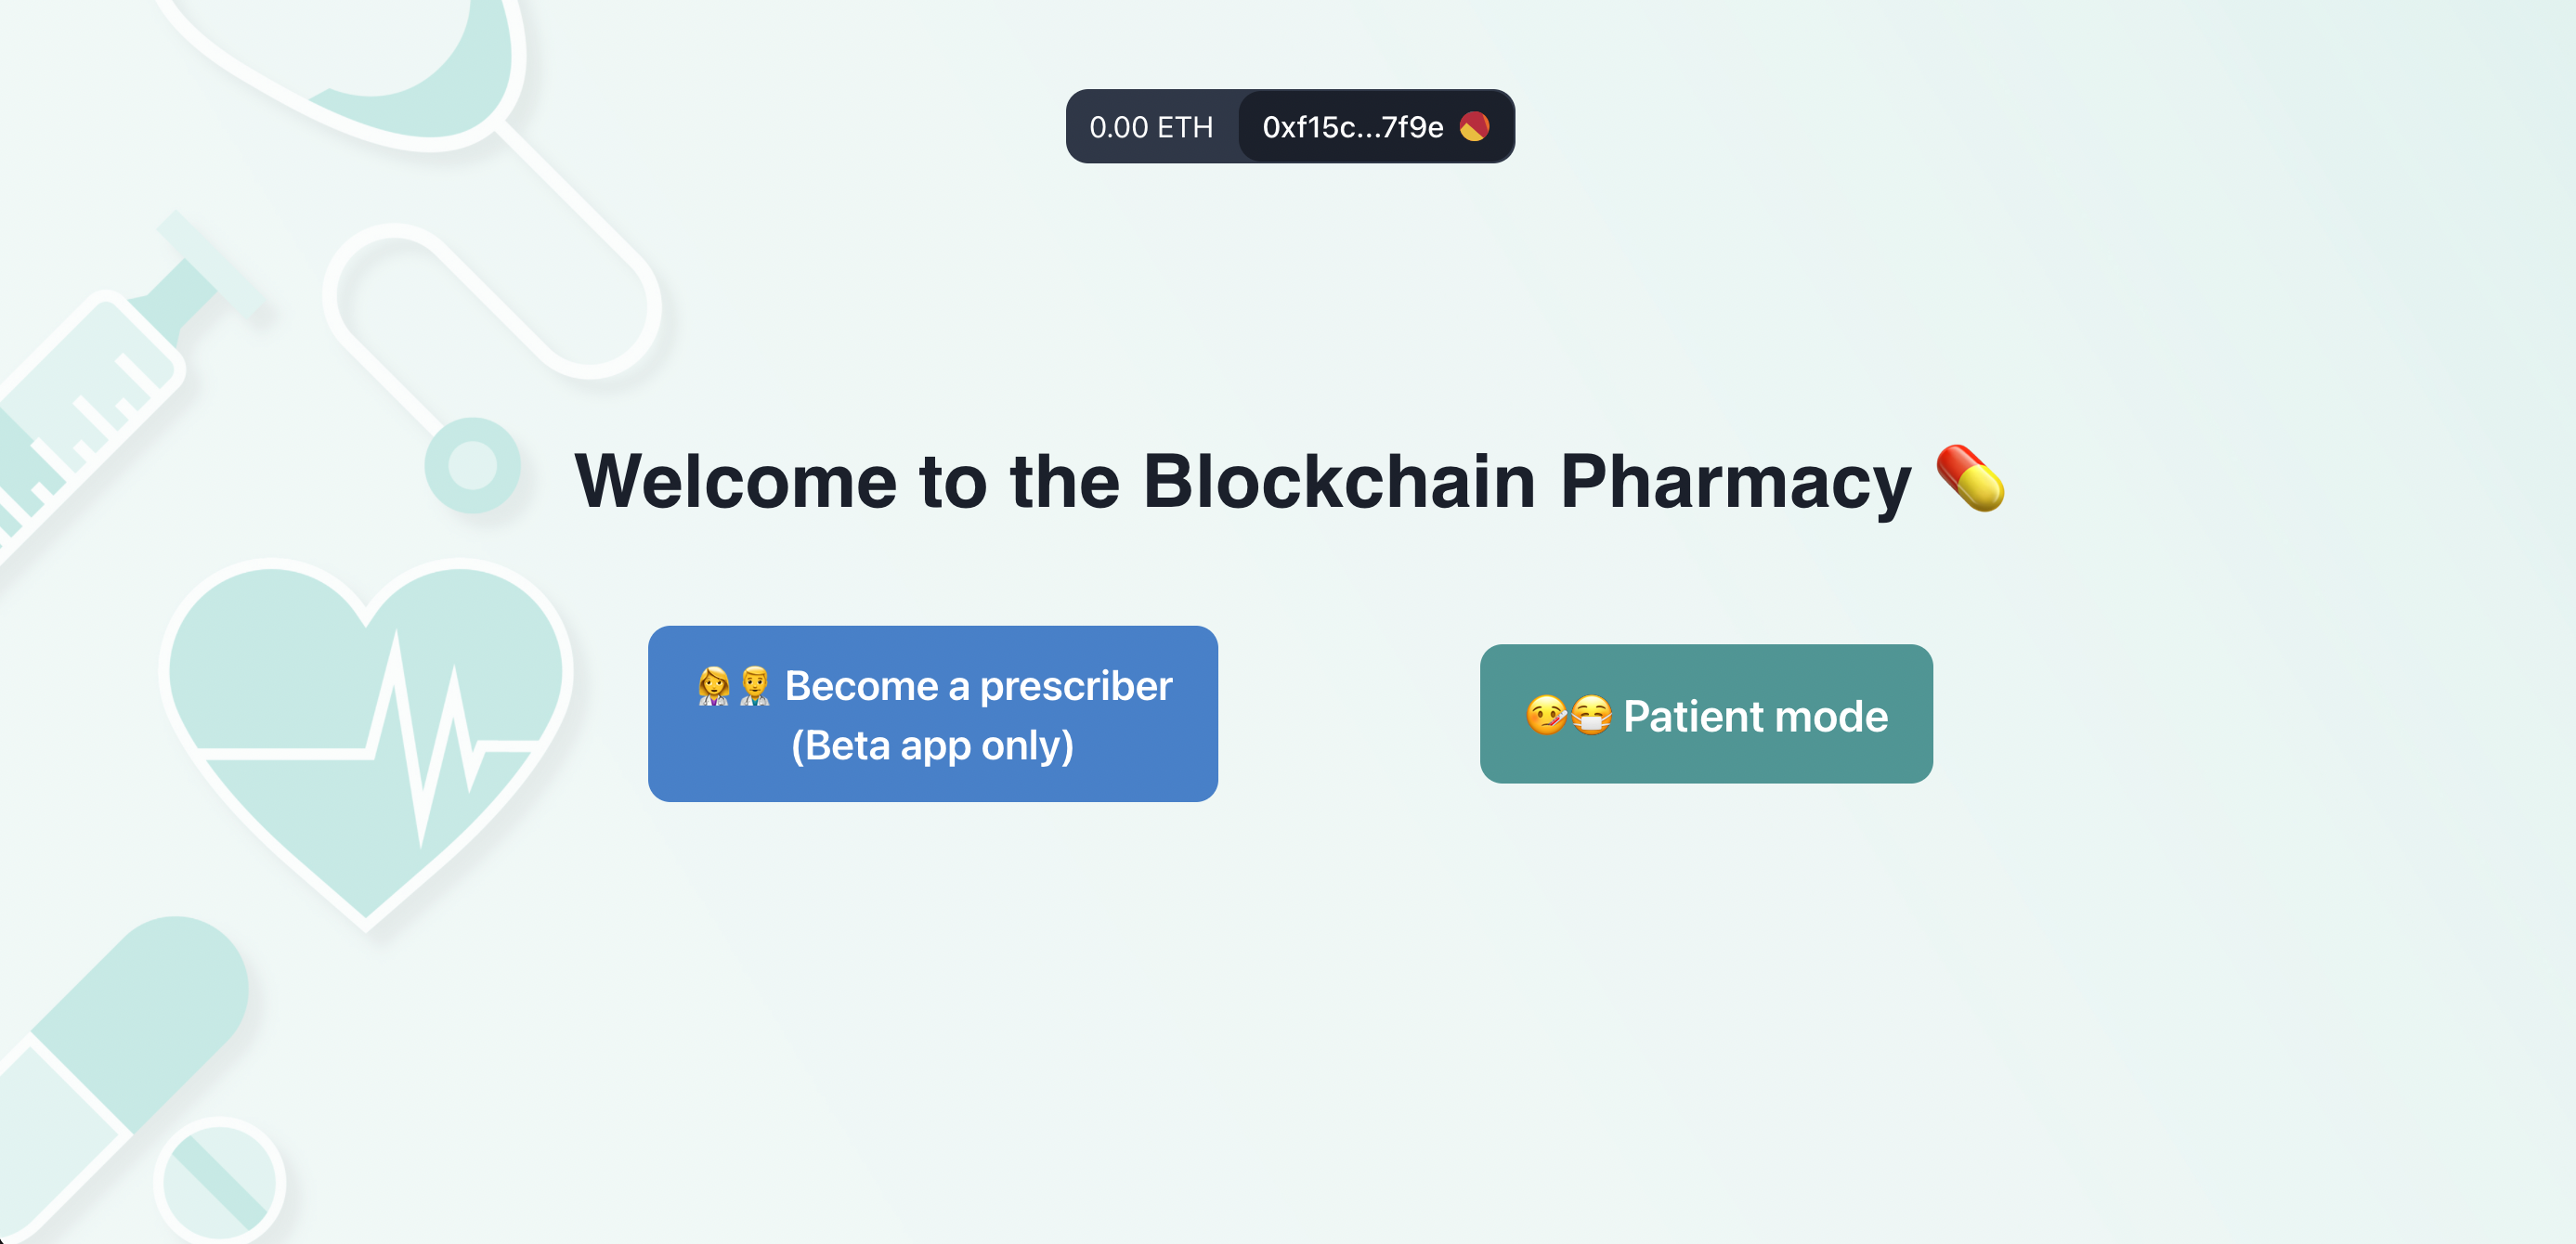 0.00 ETH 0xf15c...7f9e
Welcome to the Blockchain Pharmacy 💊
👩‍⚕️👨‍⚕️ Become a prescriber
(Beta app only)
🤒😷 Patient mode